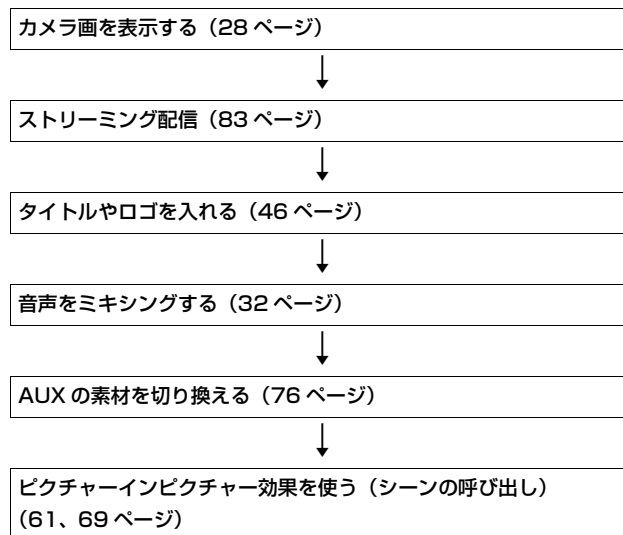 カメラ画を表示する（28 ページ）
ストリーミング配信（83 ページ）
タイトルやロゴを入れる（46 ページ）
音声をミキシングする（32 ページ）
AUX の素材を切り換える（76 ページ）
ピクチャーインピクチャー効果を使う（シーンの呼び出し）
（61、69 ページ）